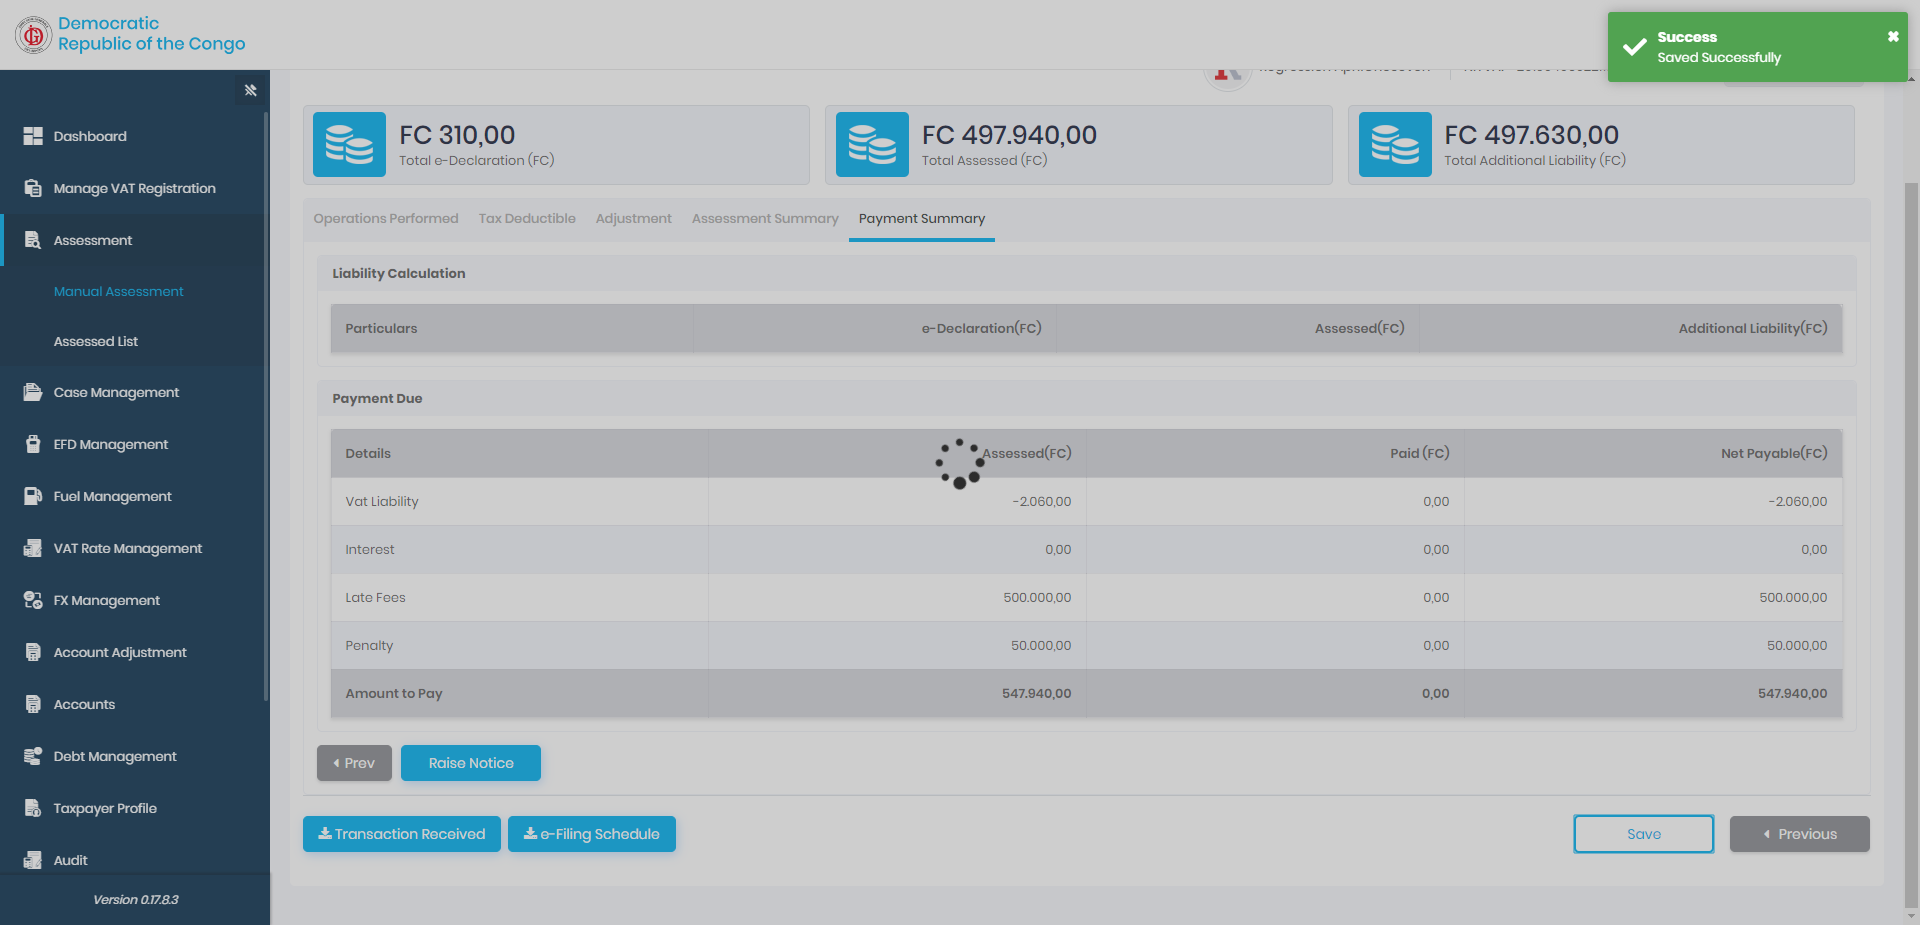 Democratic
Republic of the Congo
Success
Saved Successfully
Dashboard
Manage VAT Registration
Assessment
Manual Assessment
Assessed List
Case Management
EFD Management
Fuel Management
VAT Rate Management
FX Management
Account Adjustment
Accounts
Debt Management
Taxpayer Profile
Audit
Version 0.17.8.3
FC 310,00
Total e-Declaration (FC)
FC 497.940,00
Total Assessed (FC)
FC 497.630,00
Total Additional Liability (FC)
Operations Performed Tax Deductible Adjustment Assessment Summary Payment Summary
Liability Calculation
Particulars e-Declaration(FC) Assessed(FC) Additional Liability(FC)
Payment Due
Details Assessed(FC) Paid (FC) Net Payable(FC)
Vat Liability -2.060,00 0,00 -2.060,00
Interest 0,00 0,00 0,00
Late Fees 500.000,00 0,00 500.000,00
Penalty 50.000,00 0,00 50.000,00
Amount to Pay 547.940,00 0,00 547.940,00
Prev Raise Notice
Transaction Received e-Filing Schedule Save Previous